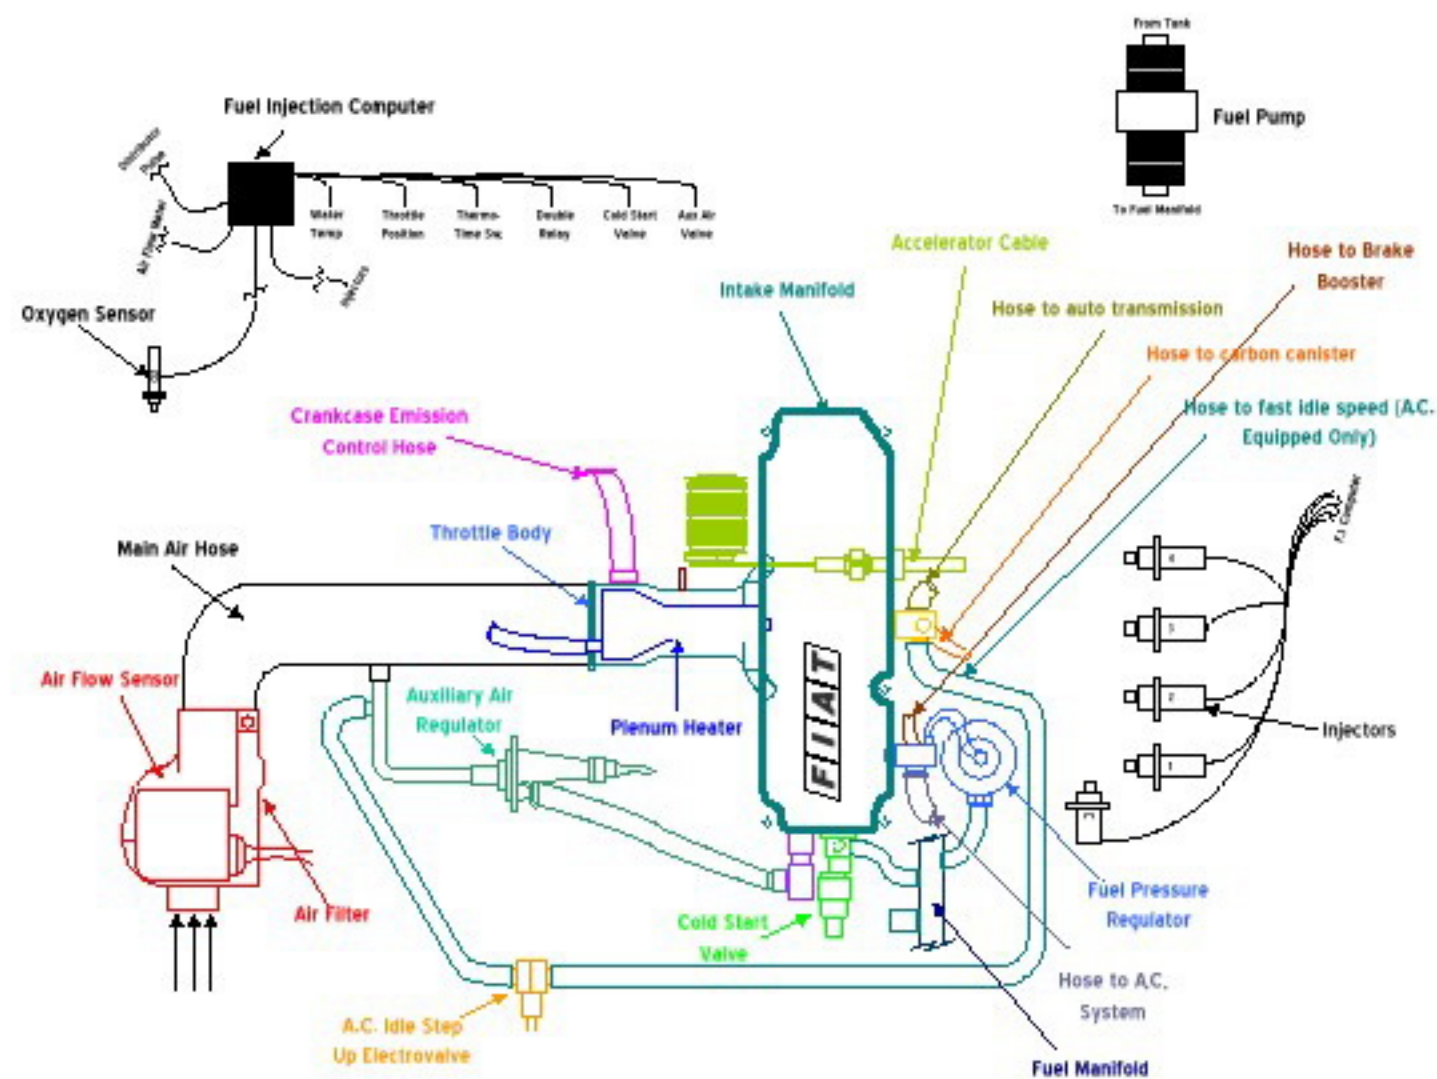 From Tank
Fuel Pump
To Fuel Manifold
Fuel Injection Computer
Distributor
Pulse
Air Flow Meter
Water
Temp
Throttle
Position
Thermo-
Time Sw.
Double
Relay
Cold Start
Valve
Aux Air
Valve
Injectors
Oxygen Sensor
Accelerator Cable
Hose to Brake
Booster
Intake Manifold
Hose to auto transmission
Hose to carbon canister
Hose to fast idle speed (A.C.
Equipped Only)
Crankcase Emission
Control Hose
Throttle Body
Main Air Hose
F.I. Computer
4
3
2
1
Injectors
Air Flow Sensor
Auxiliary Air
Regulator
Plenum Heater
FIAT
Air Filter
Cold Start
Valve
Fuel Pressure
Regulator
Hose to A.C.
System
A.C. Idle Step
Up Electrovalve
Fuel Manifold